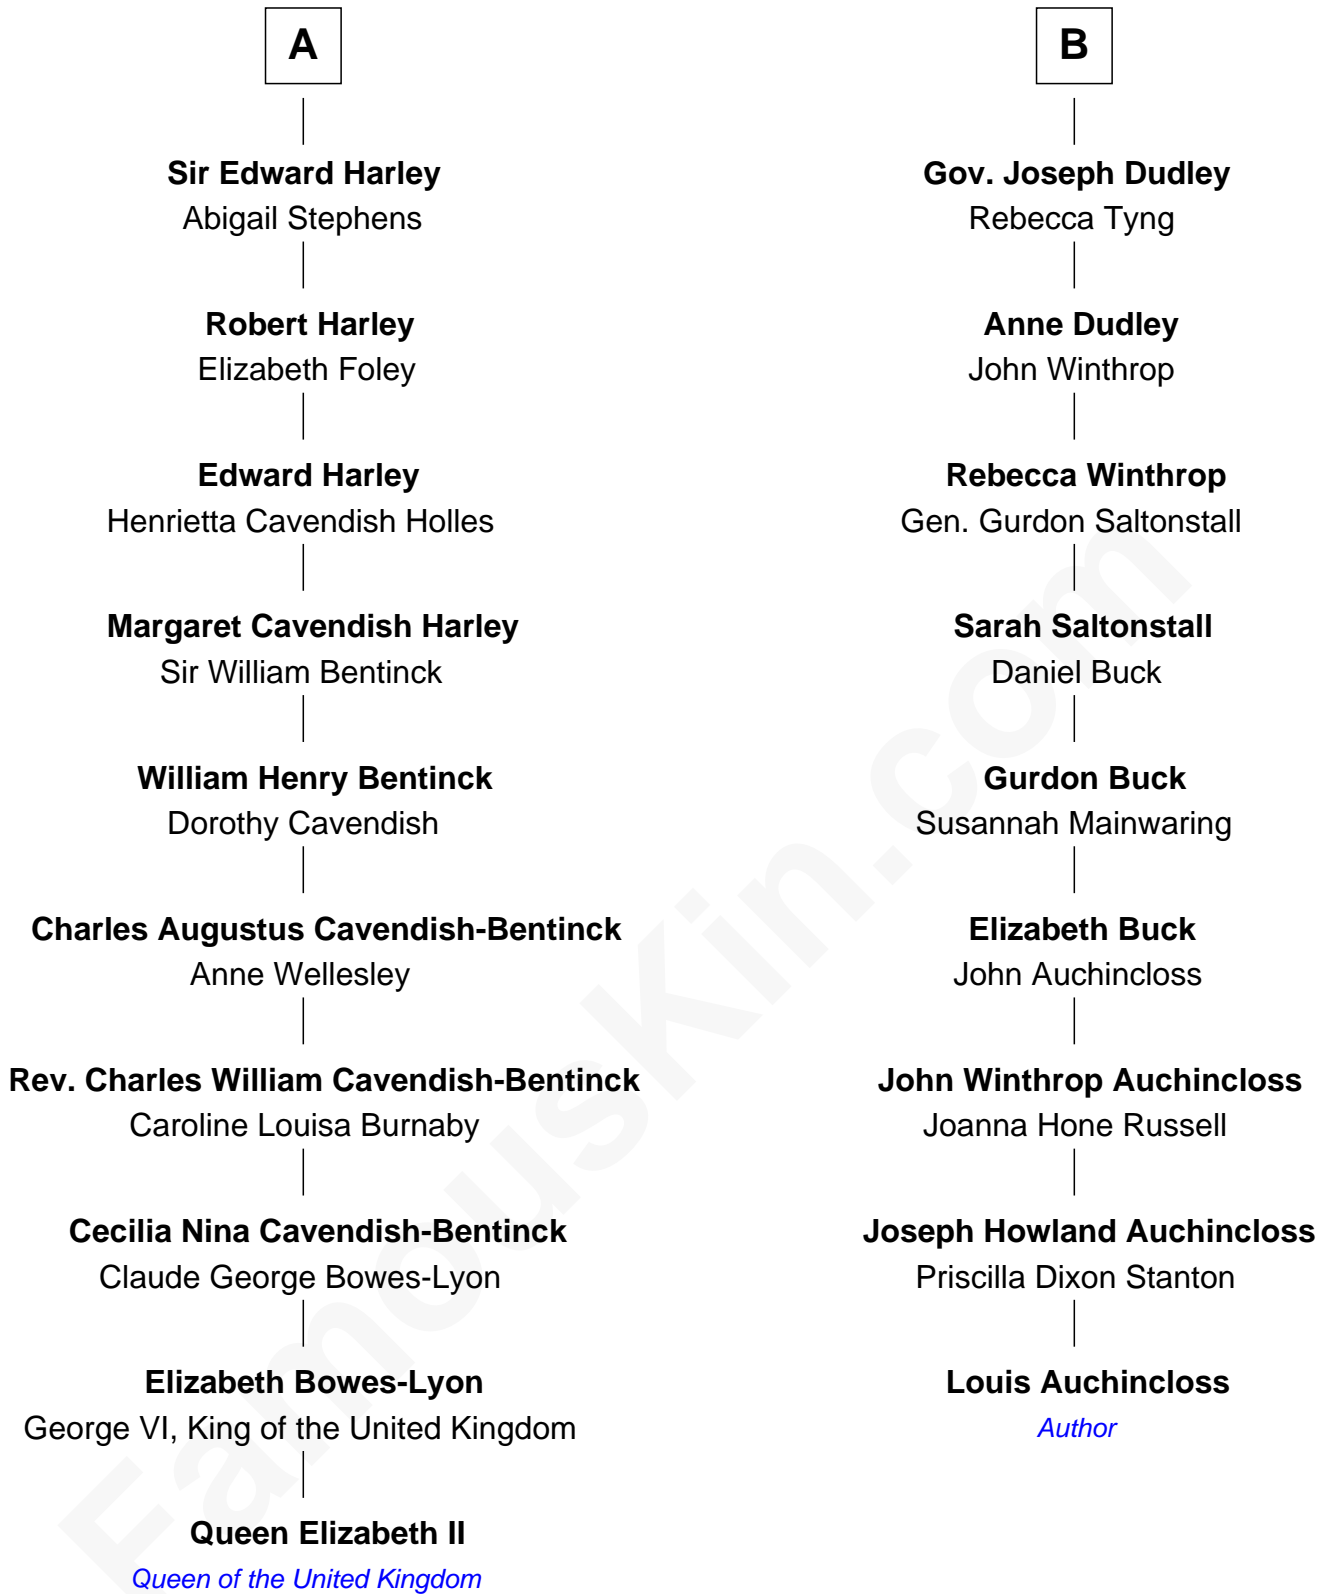 A
Sir Edward Harley
Abigail Stephens
Robert Harley
Elizabeth Foley
Edward Harley
Henrietta Cavendish Holles
Margaret Cavendish Harley
Sir William Bentinck
William Henry Bentinck
Dorothy Cavendish
Charles Augustus Cavendish-Bentinck
Anne Wellesley
Rev. Charles William Cavendish-Bentinck
Caroline Louisa Burnaby
Cecilia Nina Cavendish-Bentinck
Claude George Bowes-Lyon
Elizabeth Bowes-Lyon
George VI, King of the United Kingdom
Queen Elizabeth II
Queen of the United Kingdom
B
Gov. Joseph Dudley
Rebecca Tyng
Anne Dudley
John Winthrop
Rebecca Winthrop
Gen. Gurdon Saltonstall
Sarah Saltonstall
Daniel Buck
Gurdon Buck
Susannah Mainwaring
Elizabeth Buck
John Auchincloss
John Winthrop Auchincloss
Joanna Hone Russell
Joseph Howland Auchincloss
Priscilla Dixon Stanton
Louis Auchincloss
Author
FamousKin.com